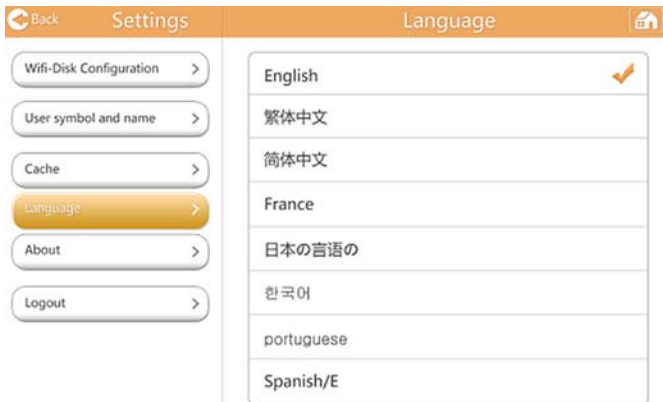 Back
Settings
Language
Wifi-Disk Configuration
User symbol and name
Cache
Language
About
Logout
English
繁体中文
简体中文
France
日本の言语の
한국어
portuguese
Spanish/E